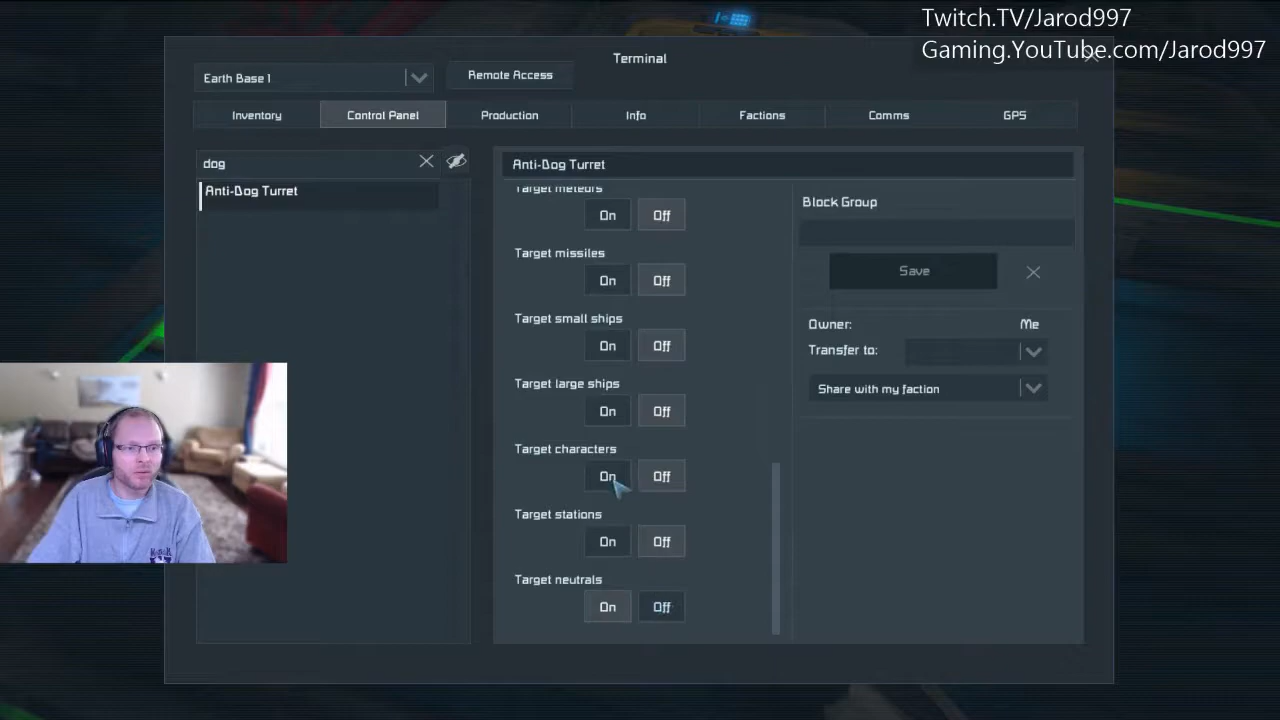 Twitch.TV/Jarod997
Gaming.YouTube.com/Jarod997
Terminal
Earth Base 1
Remote Access
Inventory
Control Panel
Production
Info
Factions
Comms
GPS
dog
Anti-Dog Turret
Anti-Dog Turret
Target meteors
On Off
Target missiles
On Off
Target small ships
On Off
Target large ships
On Off
Target characters
On Off
Target stations
On Off
Target neutrals
On Off
Block Group
Save
Owner: Me
Transfer to:
Share with my faction